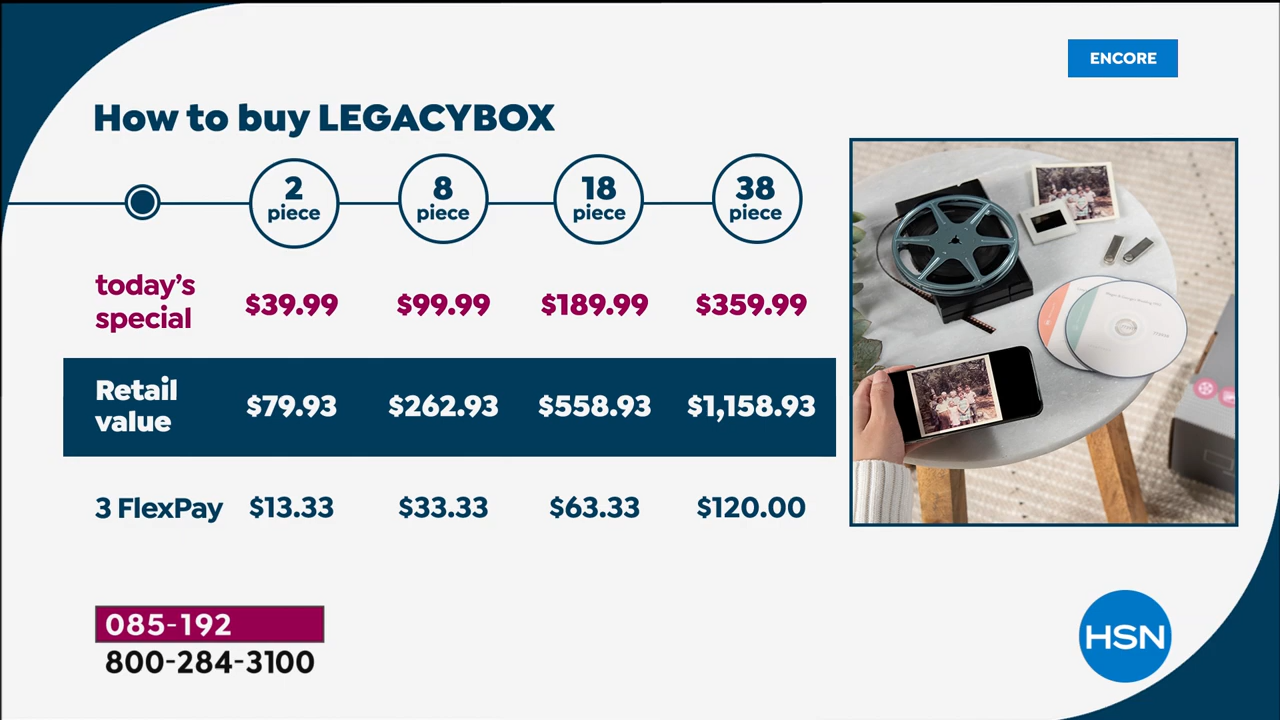 ENCORE
How to buy LEGACYBOX
2 piece
8 piece
18 piece
38 piece
today's special
$39.99
$99.99
$189.99
$359.99
Retail value
$79.93
$262.93
$558.93
$1,158.93
3 FlexPay
$13.33
$33.33
$63.33
$120.00
085-192
800-284-3100
HSN